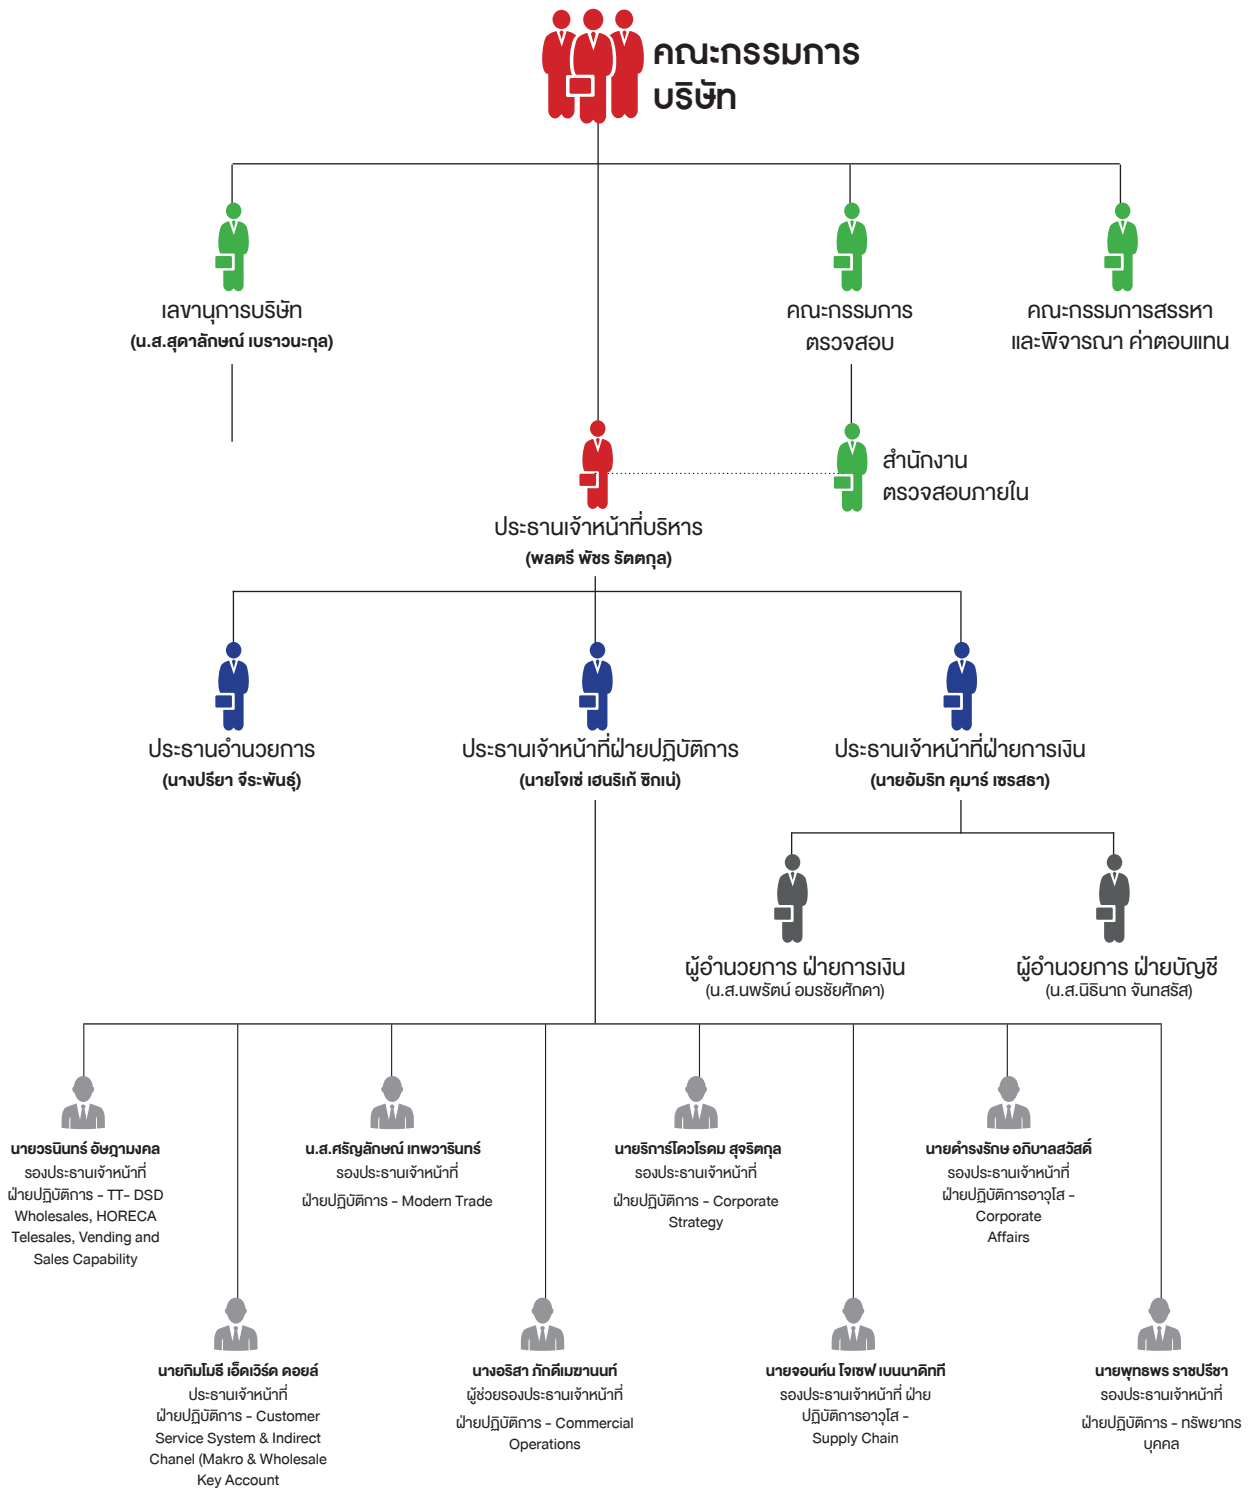 คณะกรรมการ
บริษัท
เลขานุการบริษัท
(น.ส.สุดาลักษณ์ เบราวนะกุล)
คณะกรรมการ
ตรวจสอบ
คณะกรรมการสรรหา
และพิจารณา ค่าตอบแทน
สำนักงาน
ตรวจสอบภายใน
ประธานเจ้าหน้าที่บริหาร
(พลตรี พัชร รัตตกุล)
ประธานอำนวยการ
(นางปรียา จีระพันธุ์)
ประธานเจ้าหน้าที่ฝ่ายปฏิบัติการ
(นายโจเซ่ เฮนริเก้ ซิกเน่)
ประธานเจ้าหน้าที่ฝ่ายการเงิน
(นายอัมริท คุมาร์ เซรสธา)
ผู้อำนวยการ ฝ่ายการเงิน
(น.ส.นพรัตน์ อมรชัยศักดา)
ผู้อำนวยการ ฝ่ายบัญชี
(น.ส.นิธินาถ จันทสรัส)
นายวรนินทร์ อัษฎามงคล
รองประธานเจ้าหน้าที่
ฝ่ายปฏิบัติการ - TT- DSD
Wholesales, HORECA
Telesales, Vending and
Sales Capability
น.ส.ศรัญลักษณ์ เทพวารินทร์
รองประธานเจ้าหน้าที่
ฝ่ายปฏิบัติการ - Modern Trade
นายริการ์โดวโรดม สุจริตกุล
รองประธานเจ้าหน้าที่
ฝ่ายปฏิบัติการ - Corporate
Strategy
นายดำรงรักษ อภิบาลสวัสดิ์
รองประธานเจ้าหน้าที่
ฝ่ายปฏิบัติการอาวุโส -
Corporate
Affairs
นายทิมโมธี เอ็ดเวิร์ด ดอยล์
ประธานเจ้าหน้าที่
ฝ่ายปฏิบัติการ - Customer
Service System & Indirect
Chanel (Makro & Wholesale
Key Account
นางอริสา ภักดีเมฆานนท์
ผู้ช่วยรองประธานเจ้าหน้าที่
ฝ่ายปฏิบัติการ - Commercial
Operations
นายจอนห์น โจเซฟ เบนนาดิทที
รองประธานเจ้าหน้าที่ ฝ่าย
ปฏิบัติการอาวุโส -
Supply Chain
นายพุทธพร ราชปรีชา
รองประธานเจ้าหน้าที่
ฝ่ายปฏิบัติการ - ทรัพยากร
บุคคล